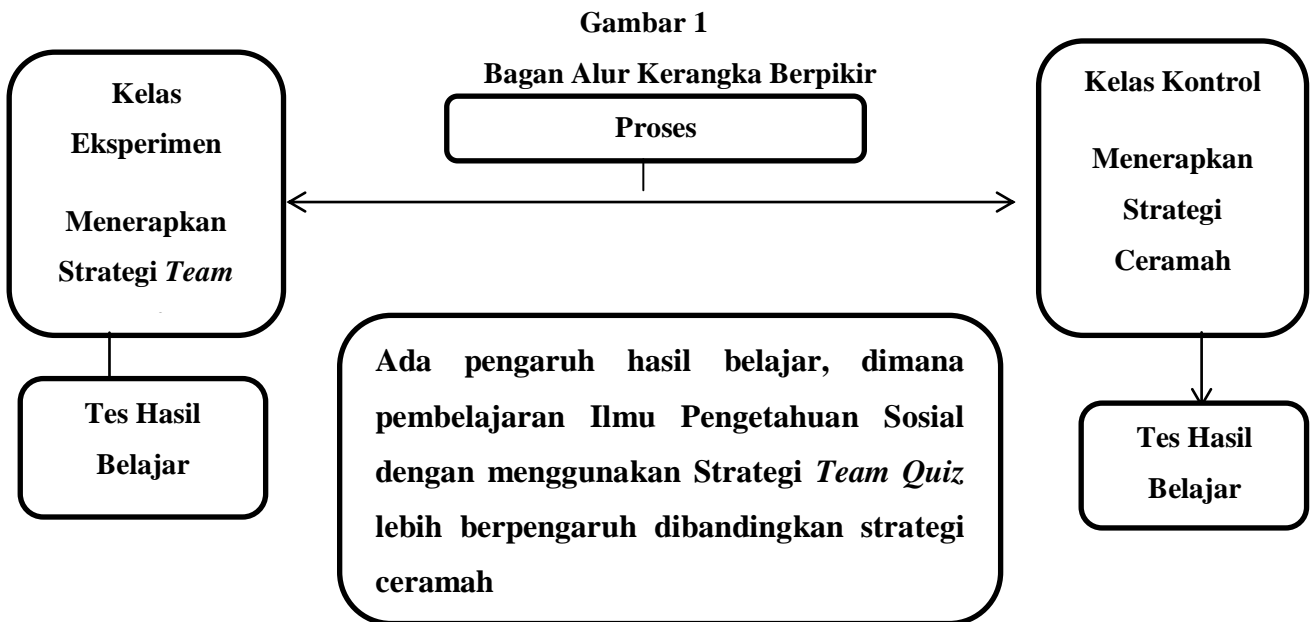 Gambar 1
Bagan Alur Kerangka Berpikir
Proses
Kelas
Eksperimen
Menerapkan
Strategi Team
Kelas Kontrol
Menerapkan
Strategi
Ceramah
Tes Hasil
Belajar
Ada pengaruh hasil belajar, dimana
pembelajaran Ilmu Pengetahuan Sosial
dengan menggunakan Strategi Team Quiz
lebih berpengaruh dibandingkan strategi
ceramah
Tes Hasil
Belajar